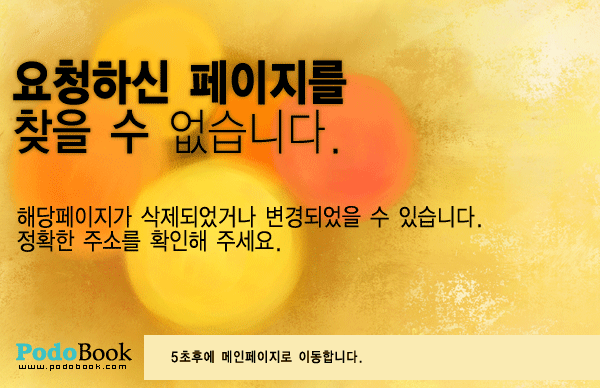 요청하신 페이지를
찾을 수 없습니다.
해당페이지가 삭제되었거나 변경되었을 수 있습니다.
정확한 주소를 확인해 주세요.
PodoBook
www.podobook.com
5초후에 메인페이지로 이동합니다.